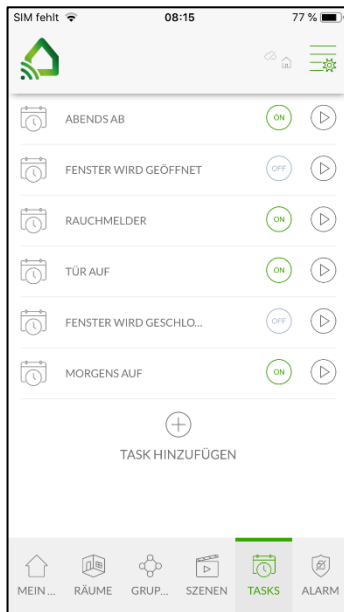 SIM fehlt 08:15 77 %
ABENDS AB ON
FENSTER WIRD GEÖFFNET OFF
RAUCHMELDER ON
TÜR AUF ON
FENSTER WIRD GESCHLO... OFF
MORGENS AUF ON
TASK HINZUFÜGEN
MEIN ... RÄUME GRUP... SZENEN TASKS ALARM